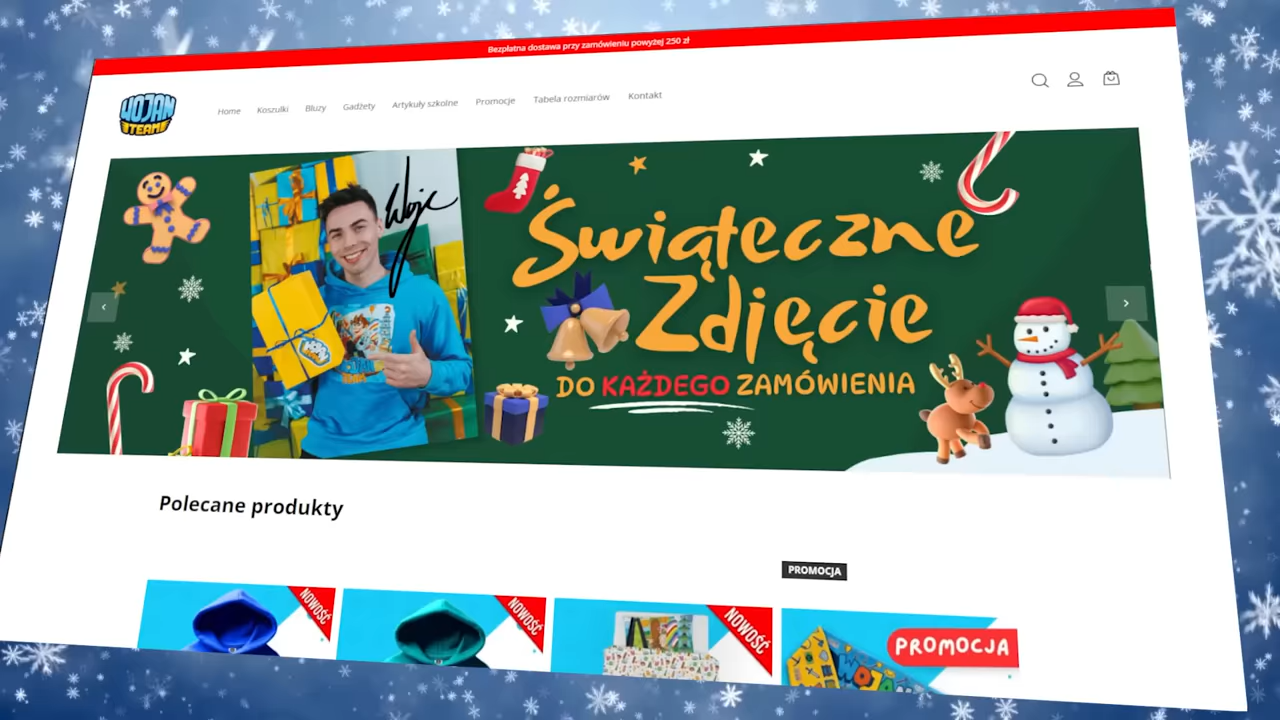 Bezpłatna dostawa przy zamówieniu powyżej 250 zł
WOJAN
TEAM
Home Koszulki Bluzy Gadżety Artykuły szkolne Promocje Tabela rozmiarów Kontakt
Świąteczne
Zdjęcie
DO KAŻDEGO ZAMÓWIENIA
Polecane produkty
PROMOCJA
NOWOŚĆ
NOWOŚĆ
NOWOŚĆ
PROMOCJA
WOJAN